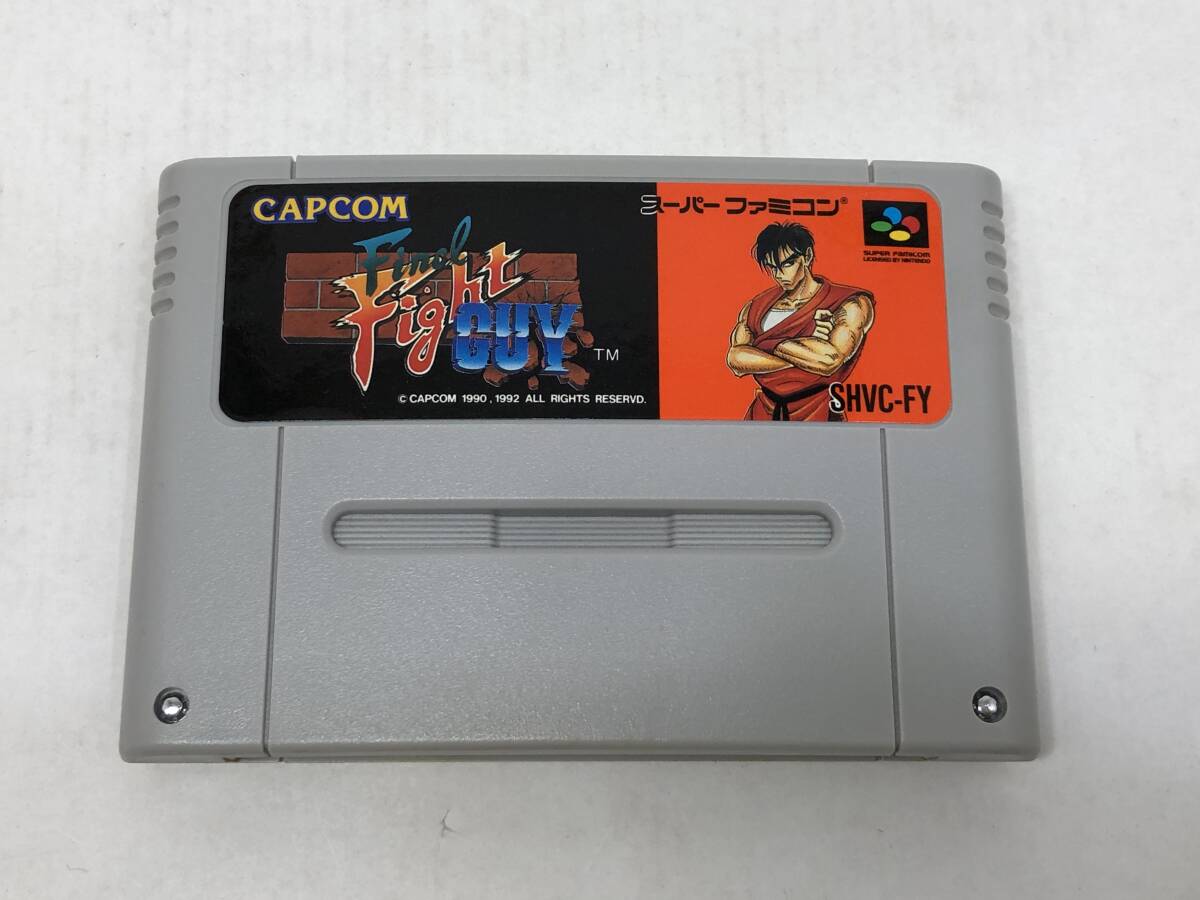 CAPCOM
Final
Fight
GUY TM
© CAPCOM 1990, 1992 ALL RIGHTS RESERVD.
スーパーファミコン®
SUPER FAMICOM
LICENSED BY NINTENDO
SHVC-FY